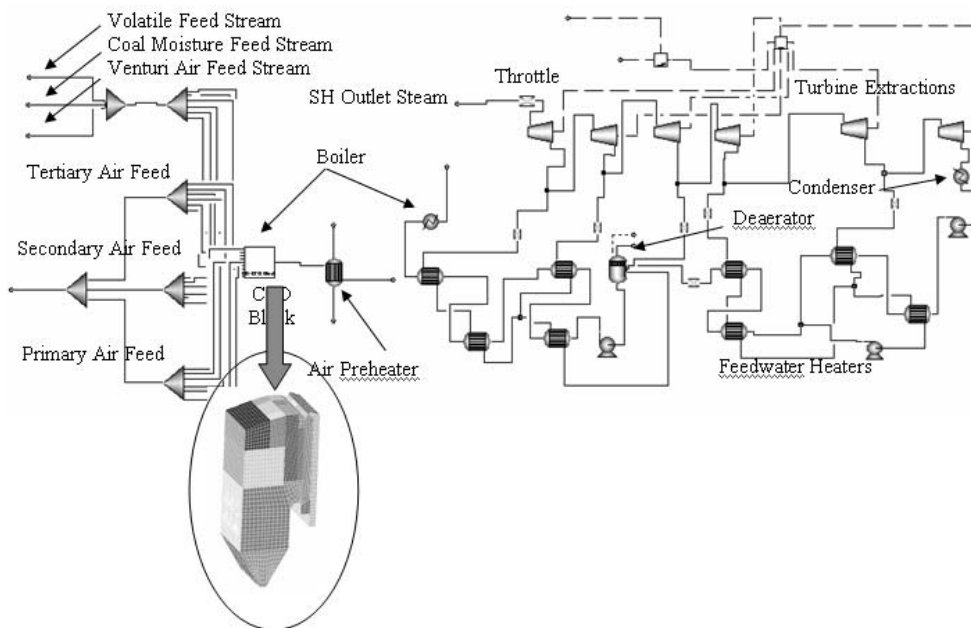 Volatile Feed Stream
Coal Moisture Feed Stream
Venturi Air Feed Stream
Throttle
SH Outlet Steam
Turbine Extractions
Tertiary Air Feed
Boiler
Condenser
Deaerator
Secondary Air Feed
Primary Air Feed
Air Preheater
Feedwater Heaters